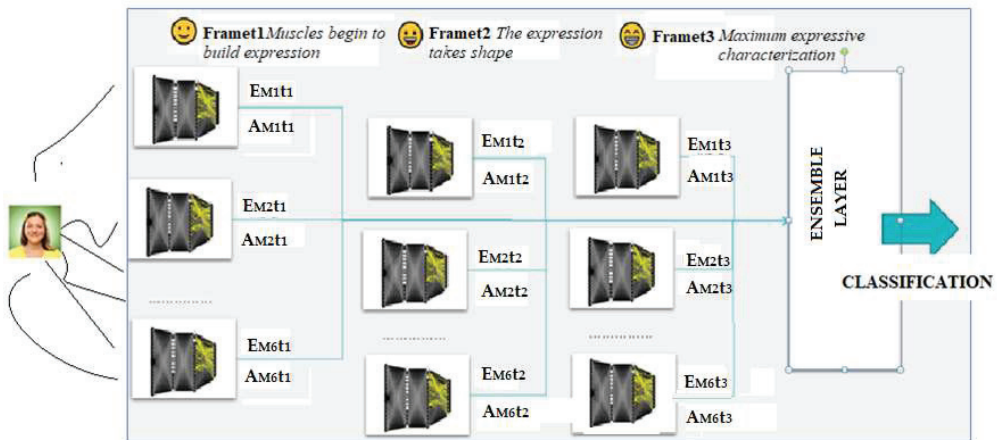 Framet1 Muscles begin to
build expression
Framet2 The expression
takes shape
Framet3 Maximum expressive
characterization
EM1t1
AM1t1
EM2t1
AM2t1
...............
EM6t1
AM6t1
EM1t2
AM1t2
EM2t2
AM2t2
...............
EM6t2
AM6t2
EM1t3
AM1t3
EM2t3
AM2t3
...............
EM6t3
AM6t3
ENSEMBLE
LAYER
CLASSIFICATION